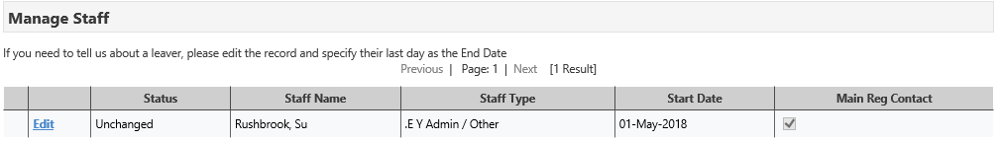 Manage Staff
If you need to tell us about a leaver, please edit the record and specify their last day as the End Date
Previous | Page: 1 | Next [1 Result]
Status Staff Name Staff Type Start Date Main Reg Contact
Edit Unchanged Rushbrook, Su .E Y Admin / Other 01-May-2018